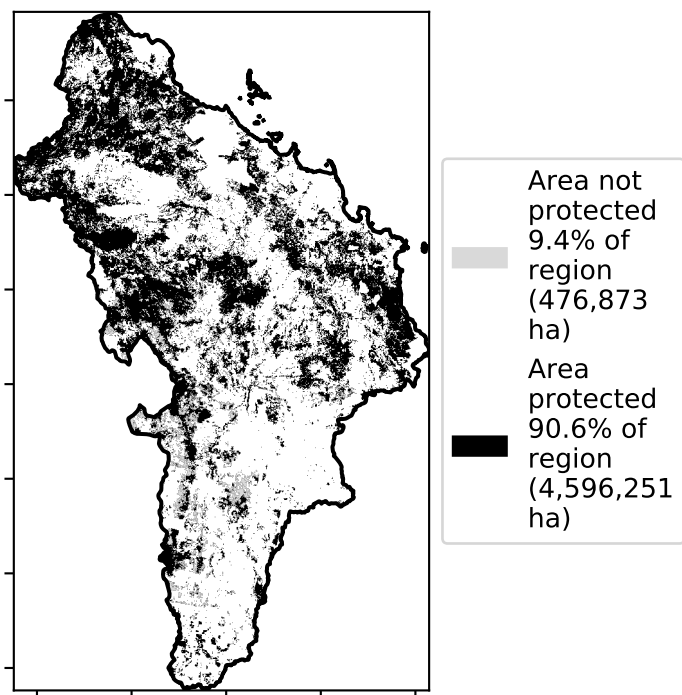 Area not
protected
9.4% of
region
(476,873
ha)
Area
protected
90.6% of
region
(4,596,251
ha)